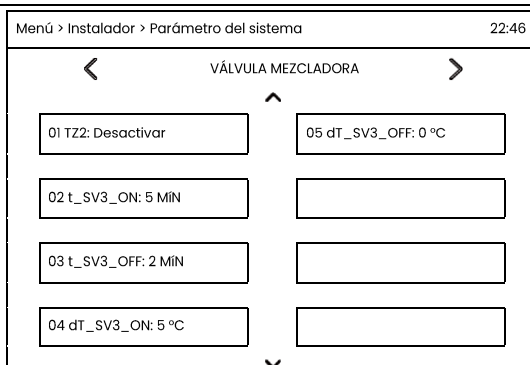 Menú > Instalador > Parámetro del sistema 22:46
VÁLVULA MEZCLADORA
01 TZ2: Desactivar
02 t_SV3_ON: 5 MíN
03 t_SV3_OFF: 2 MíN
04 dT_SV3_ON: 5 ºC
05 dT_SV3_OFF: 0 ºC